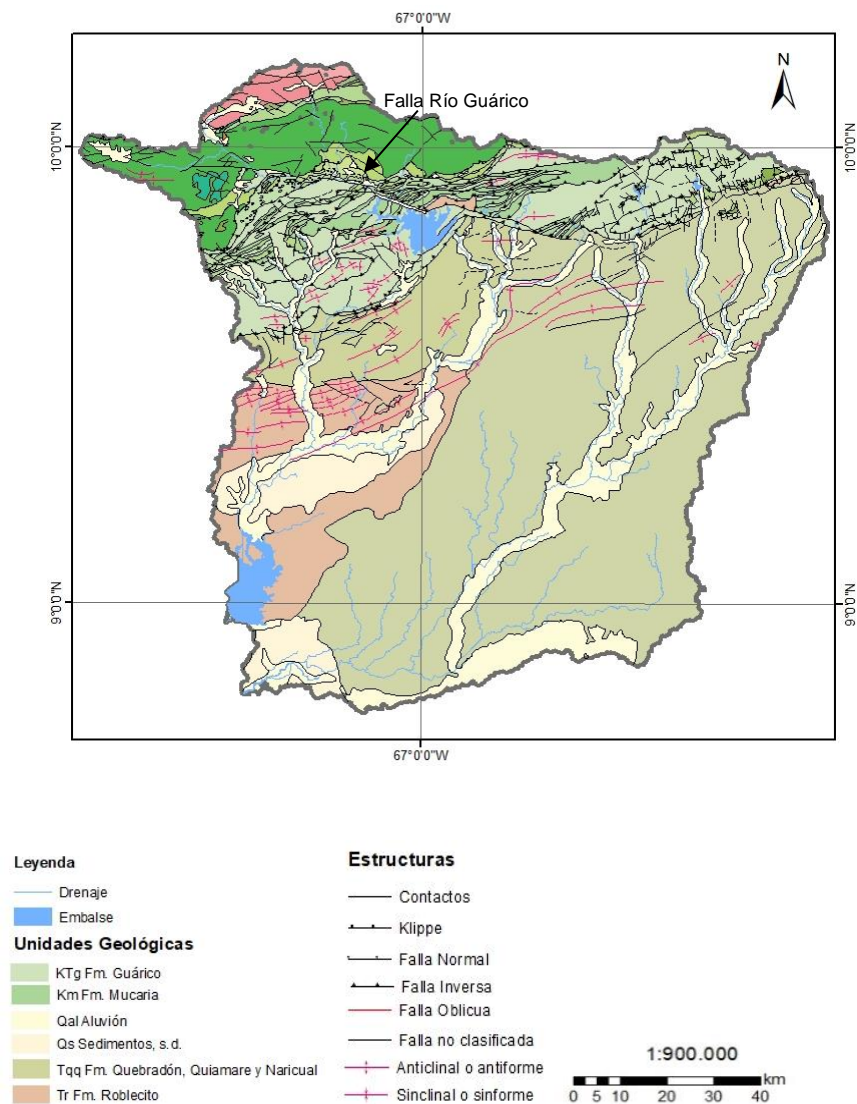 67°0'0"W
N
Falla Río Guárico
10°0'0"N
10°0'0"N
9°0'0"N
9°0'0"N
67°0'0"W
Leyenda
Drenaje
Embalse
Unidades Geológicas
KTg Fm. Guárico
Km Fm. Mucaria
Qal Aluvión
Qs Sedimentos, s.d.
Tqq Fm. Quebradón, Quiamare y Naricual
Tr Fm. Roblecito
Estructuras
Contactos
Klippe
Falla Normal
Falla Inversa
Falla Oblicua
Falla no clasificada
Anticlinal o antiforme
Sinclinal o sinforme
1:900.000
km
0 5 10 20 30 40